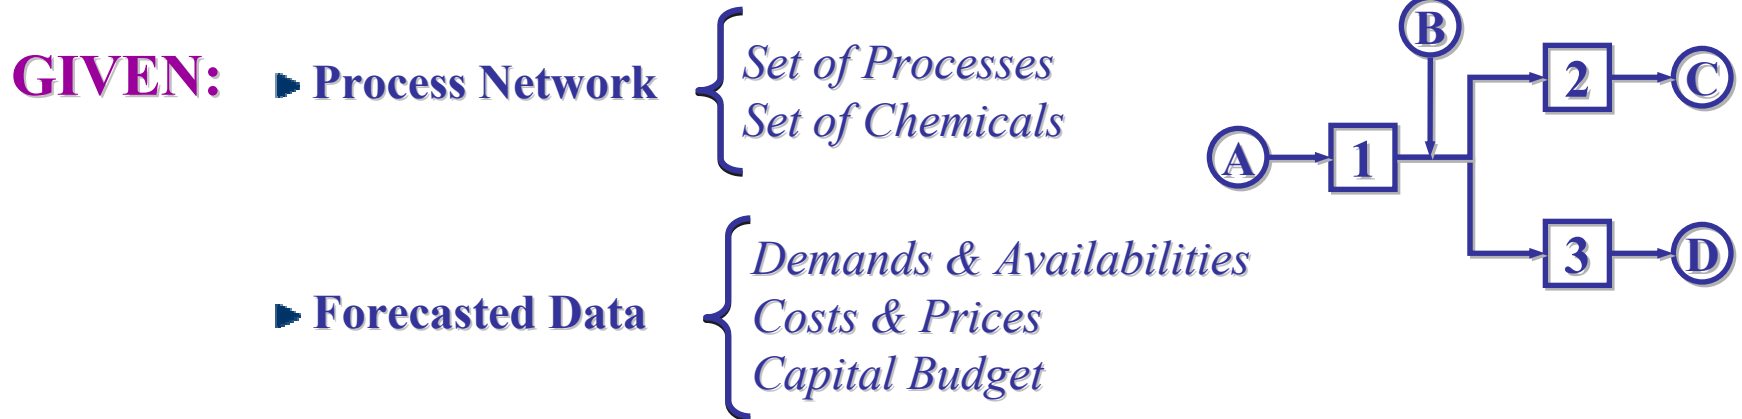 GIVEN:
Process Network
Set of Processes
Set of Chemicals
Forecasted Data
Demands & Availabilities
Costs & Prices
Capital Budget
B
2
C
A
1
3
D